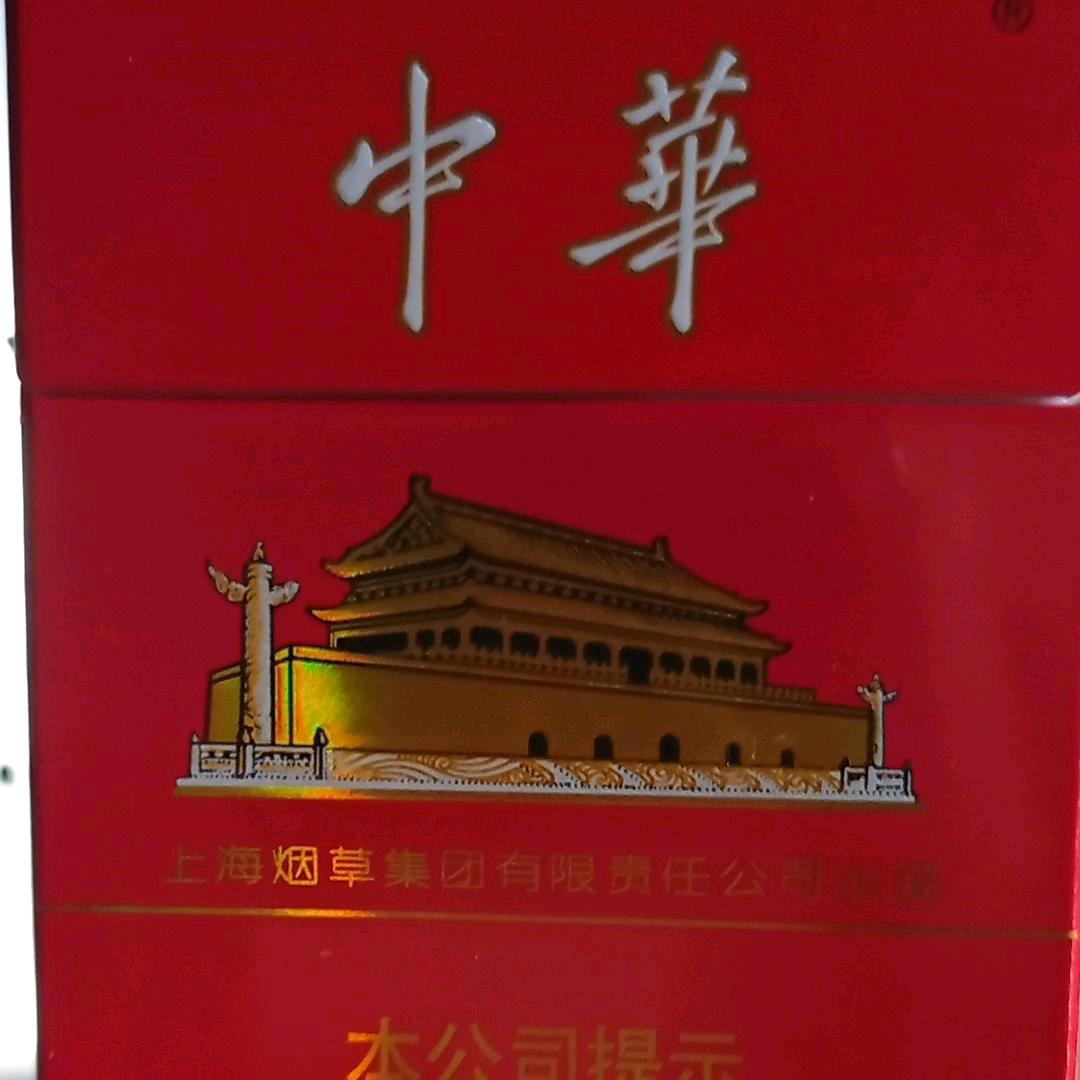 ®
中華
上海烟草集团有限责任公司出品
本公司提示